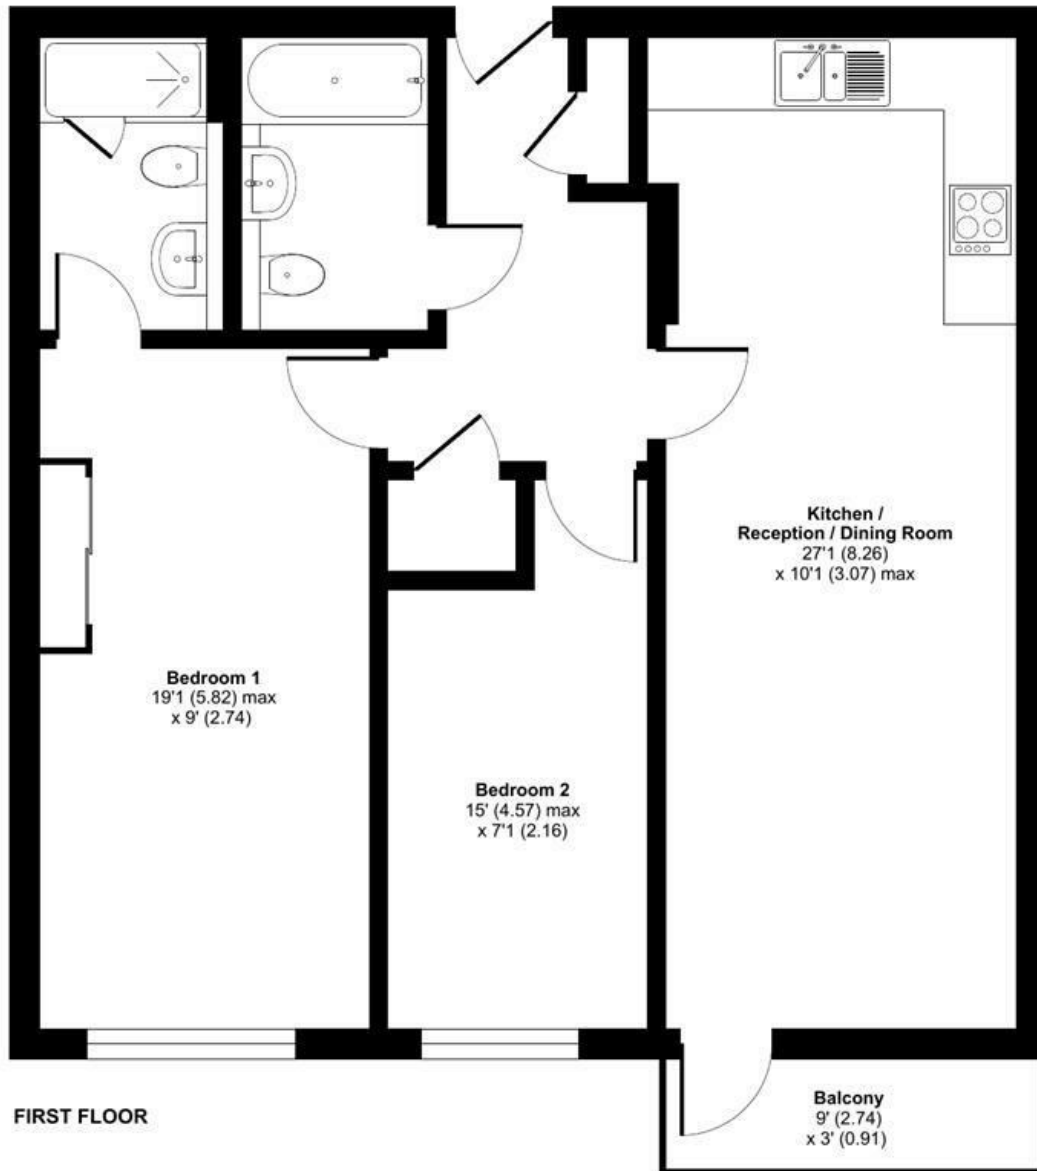 Kitchen /
Reception / Dining Room
27'1 (8.26)
x 10'1 (3.07) max
Bedroom 1
19'1 (5.82) max
x 9' (2.74)
Bedroom 2
15' (4.57) max
x 7'1 (2.16)
Balcony
9' (2.74)
x 3' (0.91)
FIRST FLOOR